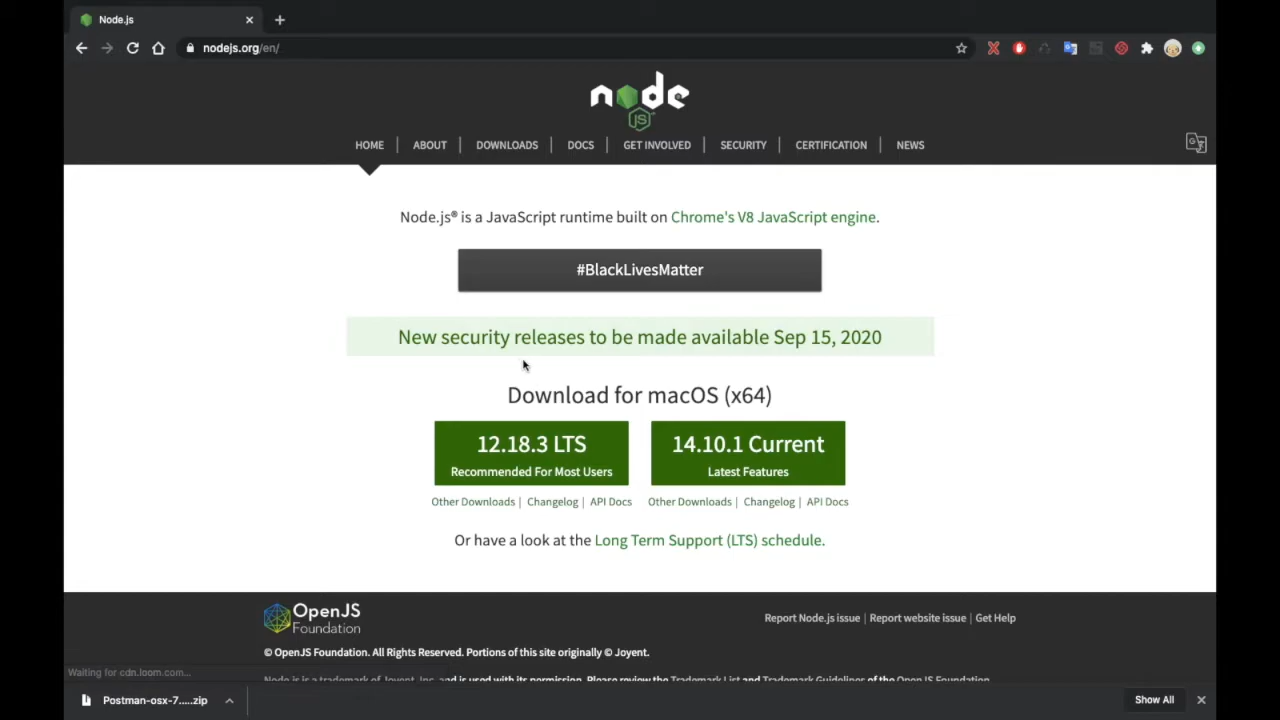 Node.js
nodejs.org/en/
node
JS
HOME | ABOUT | DOWNLOADS | DOCS | GET INVOLVED | SECURITY | CERTIFICATION | NEWS
Node.js® is a JavaScript runtime built on Chrome's V8 JavaScript engine.
#BlackLivesMatter
New security releases to be made available Sep 15, 2020
Download for macOS (x64)
12.18.3 LTS
Recommended For Most Users
Other Downloads | Changelog | API Docs
14.10.1 Current
Latest Features
Other Downloads | Changelog | API Docs
Or have a look at the Long Term Support (LTS) schedule.
OpenJS
Foundation
Report Node.js issue | Report website issue | Get Help
© OpenJS Foundation. All Rights Reserved. Portions of this site originally © Joyent.
Node.js is a trademark of Joyent, Inc. and is used with its permission. Please review the Trademark List and Trademark Guidelines of the OpenJS Foundation.
Waiting for cdn.loom.com...
Postman-osx-7.....zip
Show All